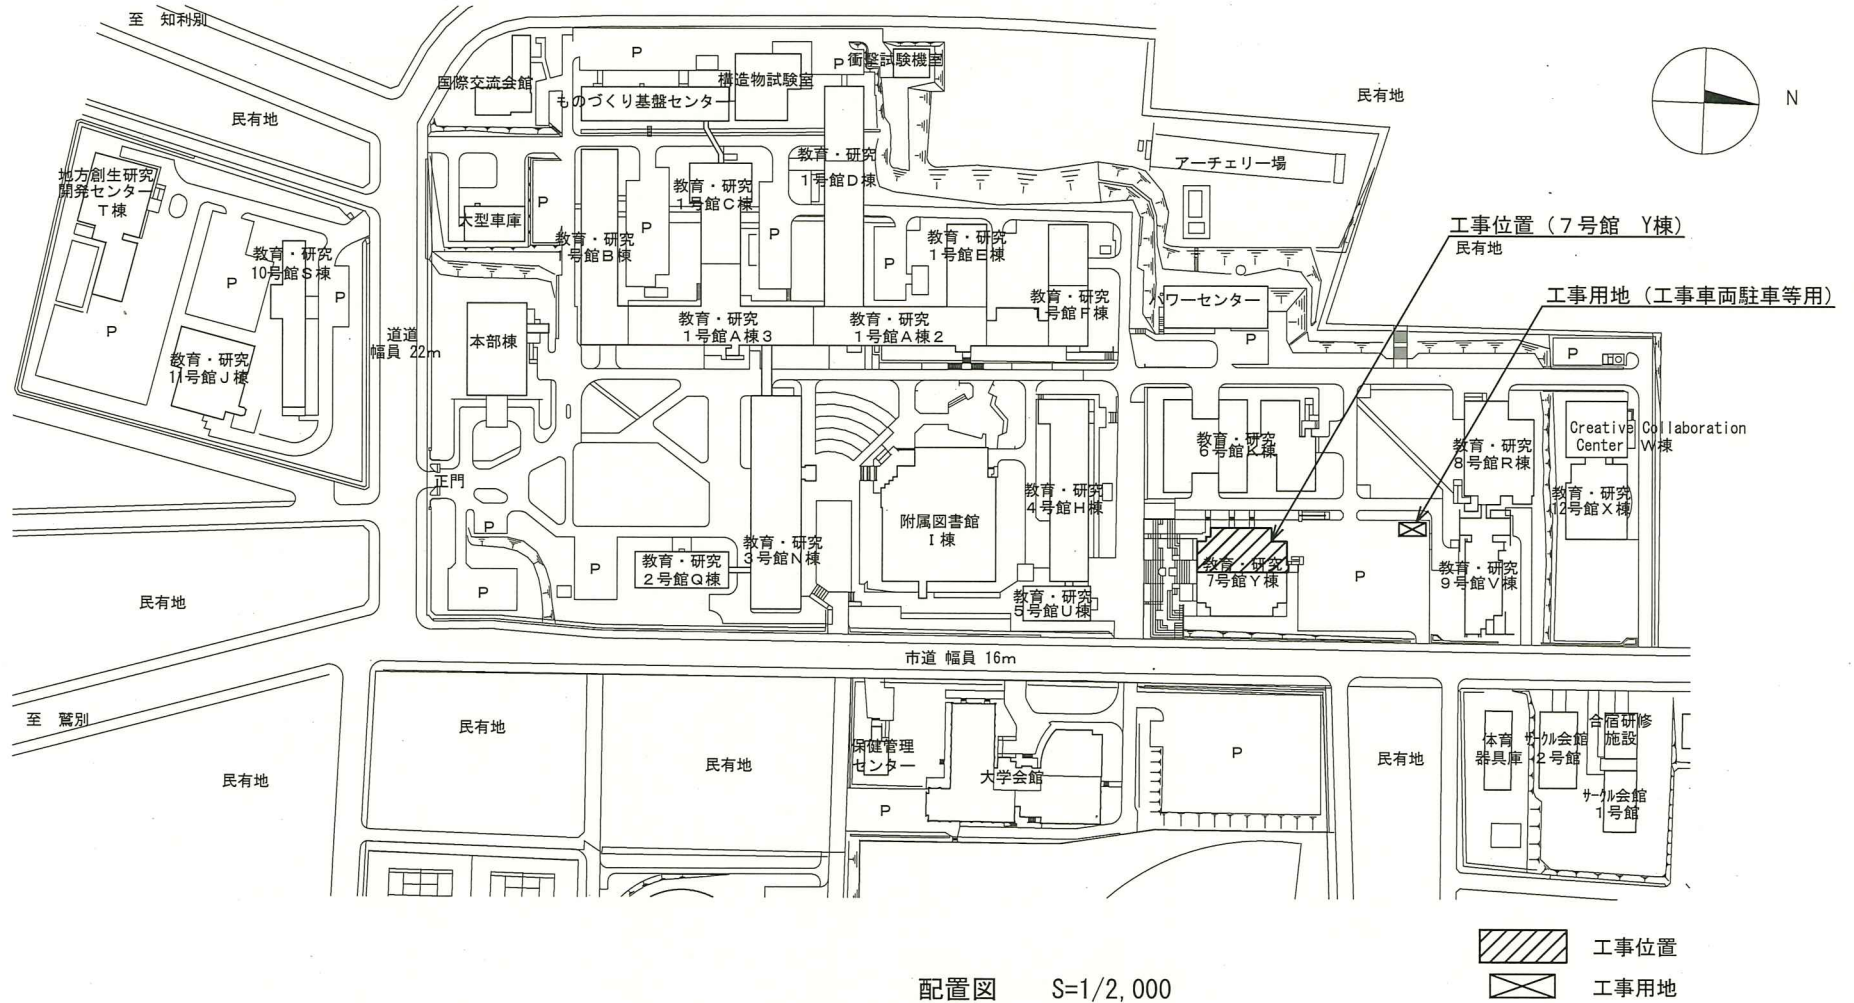 至　知利別
国際交流会館
P
ものづくり基盤センター
構造物試験室
P
衝撃試験機室
民有地
民有地
N
アーチェリー場
地方創生研究
開発センター
T棟
P
大型車庫
教育・研究
1号館B棟
P
教育・研究
1号館C棟
P
教育・研究
1号館D棟
P
教育・研究
1号館E棟
教育・研究
1号館F棟
パワーセンター
P
工事位置（７号館　Y棟）
民有地
工事用地（工事車両駐車等用）
教育・研究
10号館S棟
P
P
P
教育・研究
11号館J棟
道道
幅員 22m
本部棟
教育・研究
1号館A棟３
教育・研究
1号館A棟２
P
正門
P
P
P
教育・研究
２号館Q棟
教育・研究
３号館N棟
附属図書館
I 棟
教育・研究
４号館H棟
教育・研究
５号館U棟
教育・研究
６号館K棟
教育・研究
7号館Y棟
P
教育・研究
８号館R棟
教育・研究
９号館V棟
Creative Collaboration
Center　W棟
教育・研究
12号館X棟
民有地
市道 幅員 16m
至　鷲別
民有地
民有地
民有地
保健管理
センター
P
大学会館
P
民有地
体育
器具庫
ｻｰｸﾙ会館
２号館
合宿研修
施設
ｻｰｸﾙ会館
１号館
工事位置
工事用地
配置図　　S=1/2,000